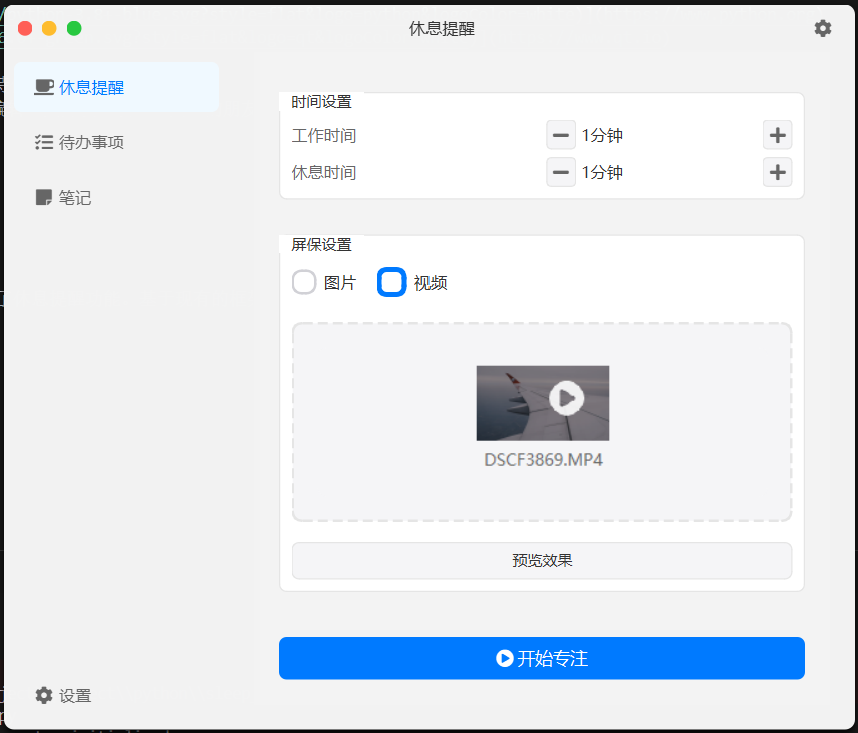 休息提醒
休息提醒
待办事项
笔记
设置
时间设置
工作时间
1分钟
休息时间
1分钟
屏保设置
图片 视频
DSCF3869.MP4
预览效果
开始专注